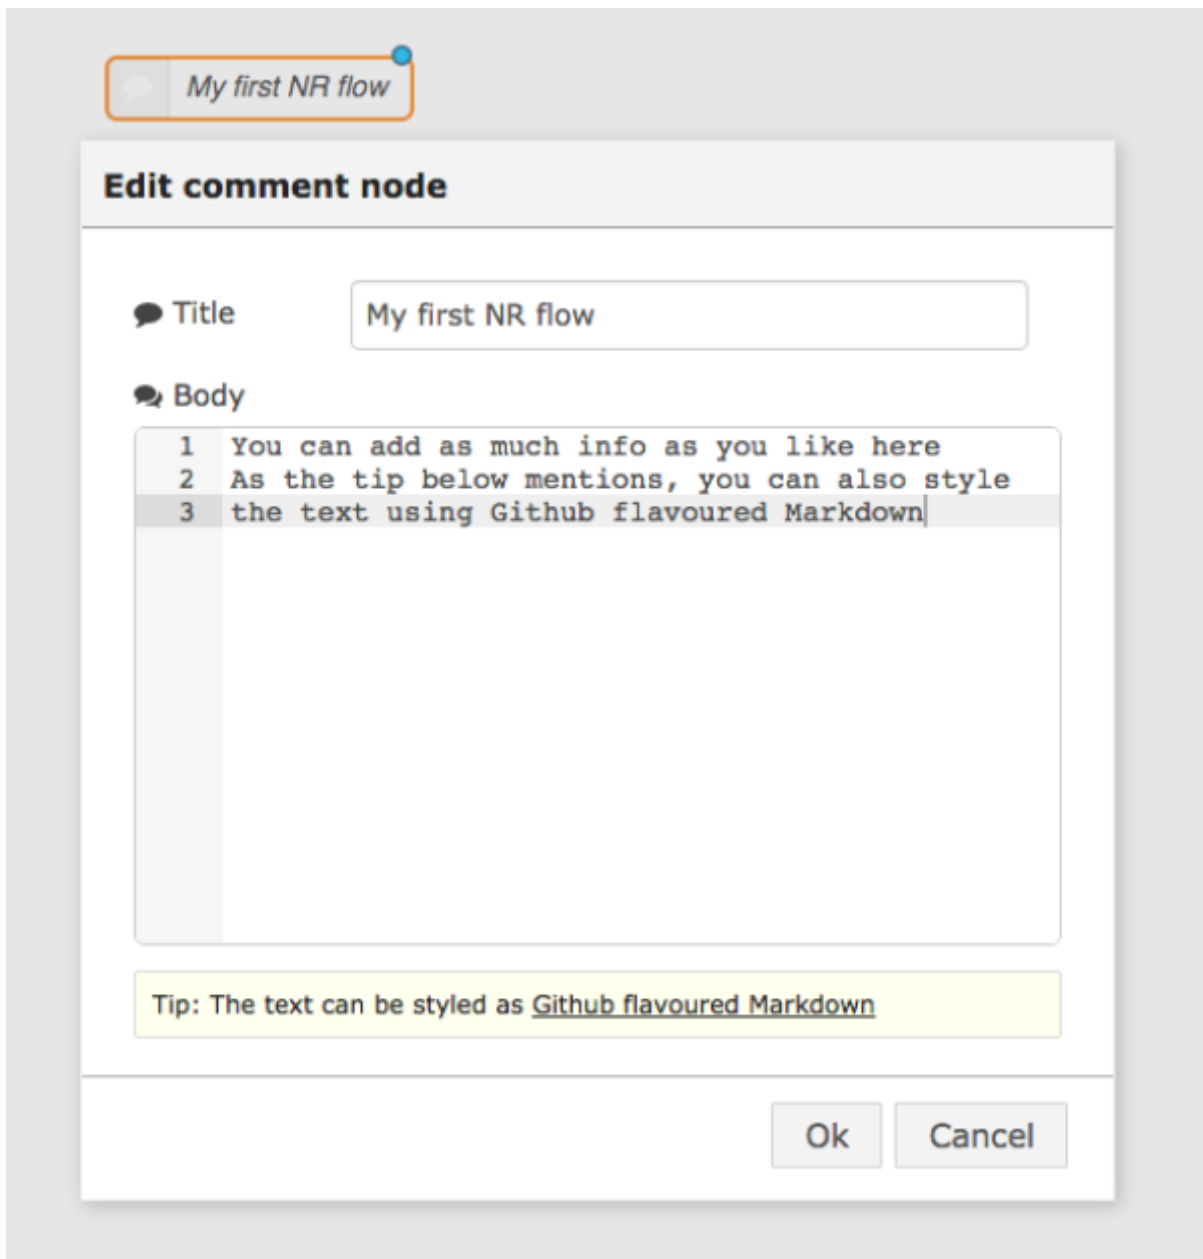 My first NR flow
Edit comment node
Title
My first NR flow
Body
1 You can add as much info as you like here
2 As the tip below mentions, you can also style
3 the text using Github flavoured Markdown
Tip: The text can be styled as Github flavoured Markdown
Ok Cancel